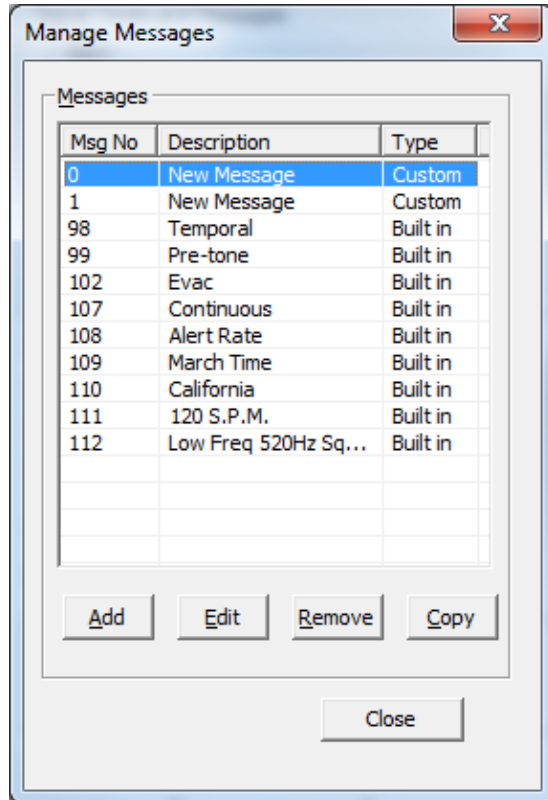 Manage Messages
Messages
Msg No Description Type
0 New Message Custom
1 New Message Custom
98 Temporal Built in
99 Pre-tone Built in
102 Evac Built in
107 Continuous Built in
108 Alert Rate Built in
109 March Time Built in
110 California Built in
111 120 S.P.M. Built in
112 Low Freq 520Hz Sq... Built in
Add Edit Remove Copy
Close